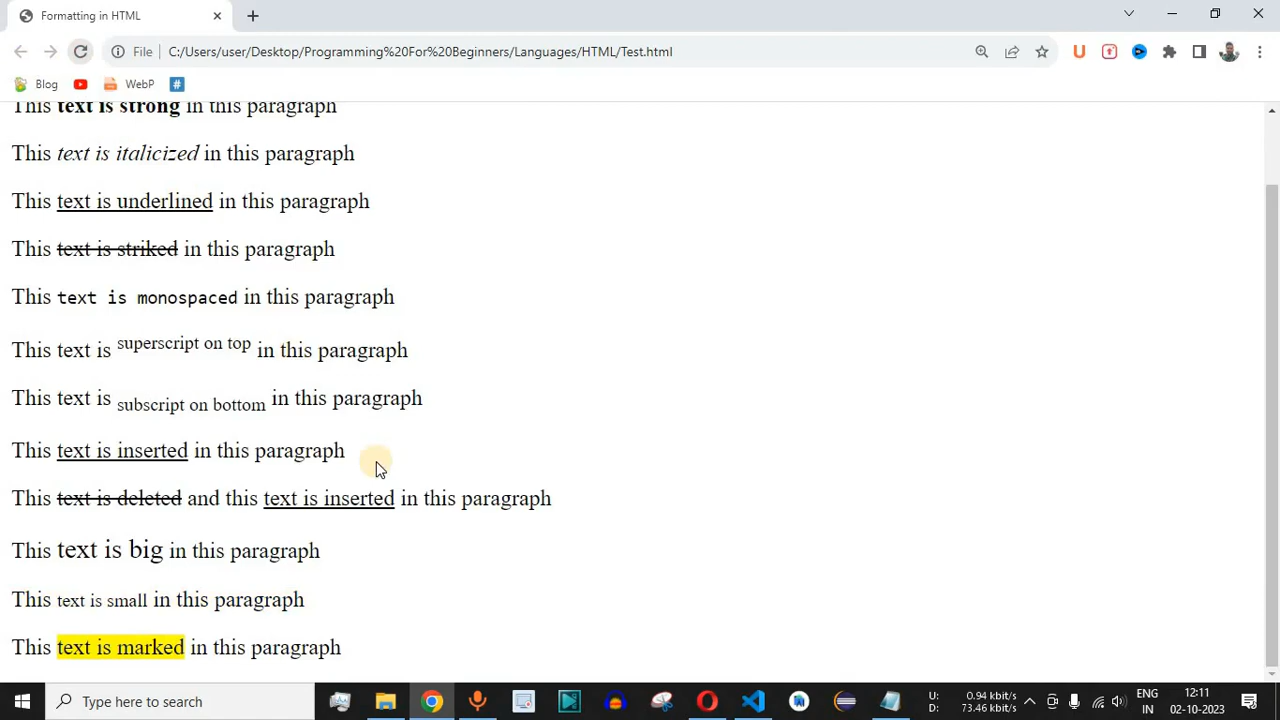 Formatting in HTML
File C:/Users/user/Desktop/Programming%20For%20Beginners/Languages/HTML/Test.html
Blog WebP #
This text is strong in this paragraph
This text is italicized in this paragraph
This text is underlined in this paragraph
This text is striked in this paragraph
This text is monospaced in this paragraph
This text is superscript on top in this paragraph
This text is subscript on bottom in this paragraph
This text is inserted in this paragraph
This text is deleted and this text is inserted in this paragraph
This text is big in this paragraph
This text is small in this paragraph
This text is marked in this paragraph
Type here to search
U: 0.94 kbit/s
D: 73.46 kbit/s
ENG
IN
12:11
02-10-2023